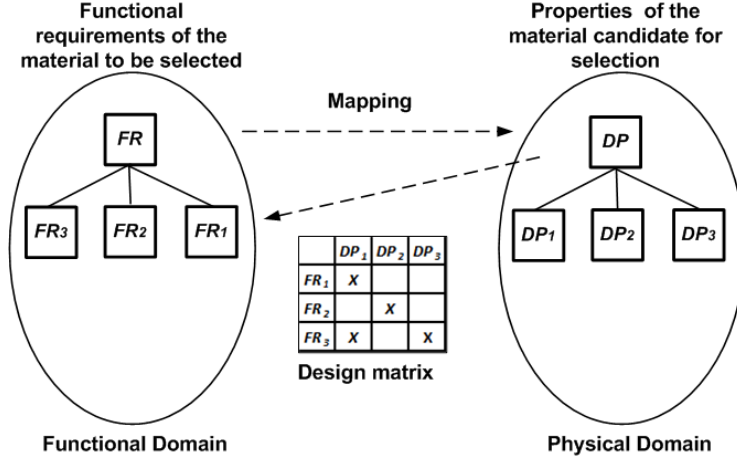 Functional
requirements of the
material to be selected
Properties of the
material candidate for
selection
Mapping
FR
DP
FR3 FR2 FR1
DP1 DP2 DP3
DP1 DP2 DP3
FR1 X
FR2 X
FR3 X X
Design matrix
Functional Domain
Physical Domain